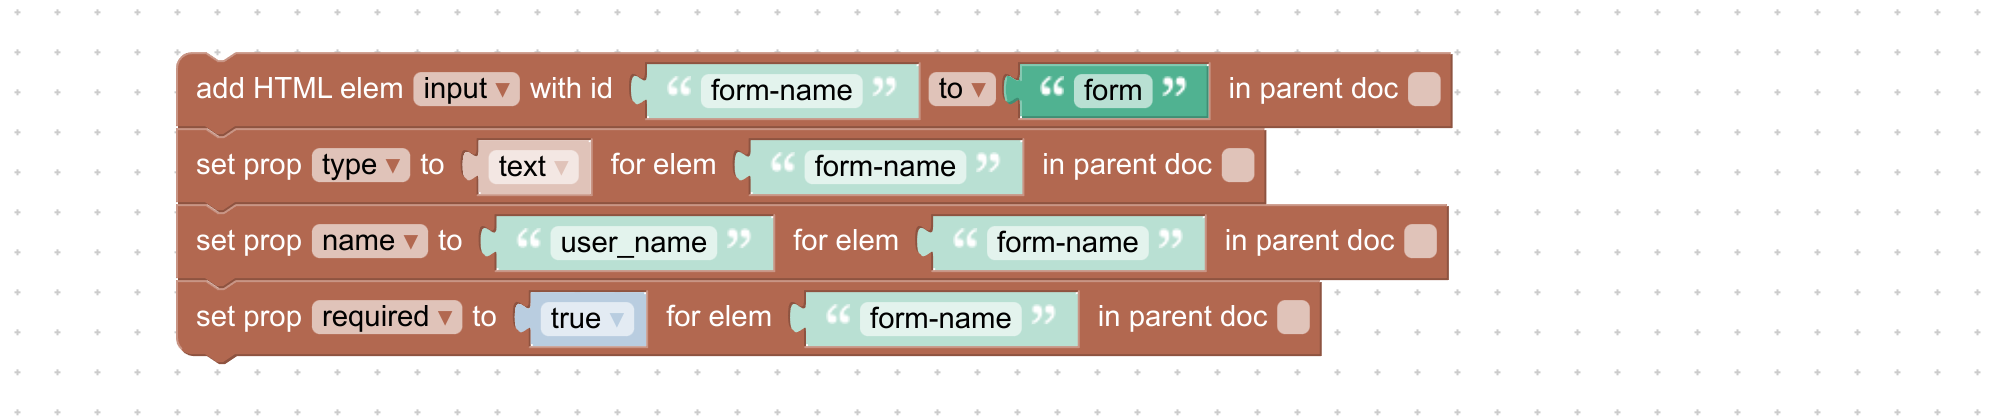 add HTML elem input ▾ with id “ form-name ” to ▾ “ form ” in parent doc
set prop type ▾ to text ▾ for elem “ form-name ” in parent doc
set prop name ▾ to “ user_name ” for elem “ form-name ” in parent doc
set prop required ▾ to true ▾ for elem “ form-name ” in parent doc